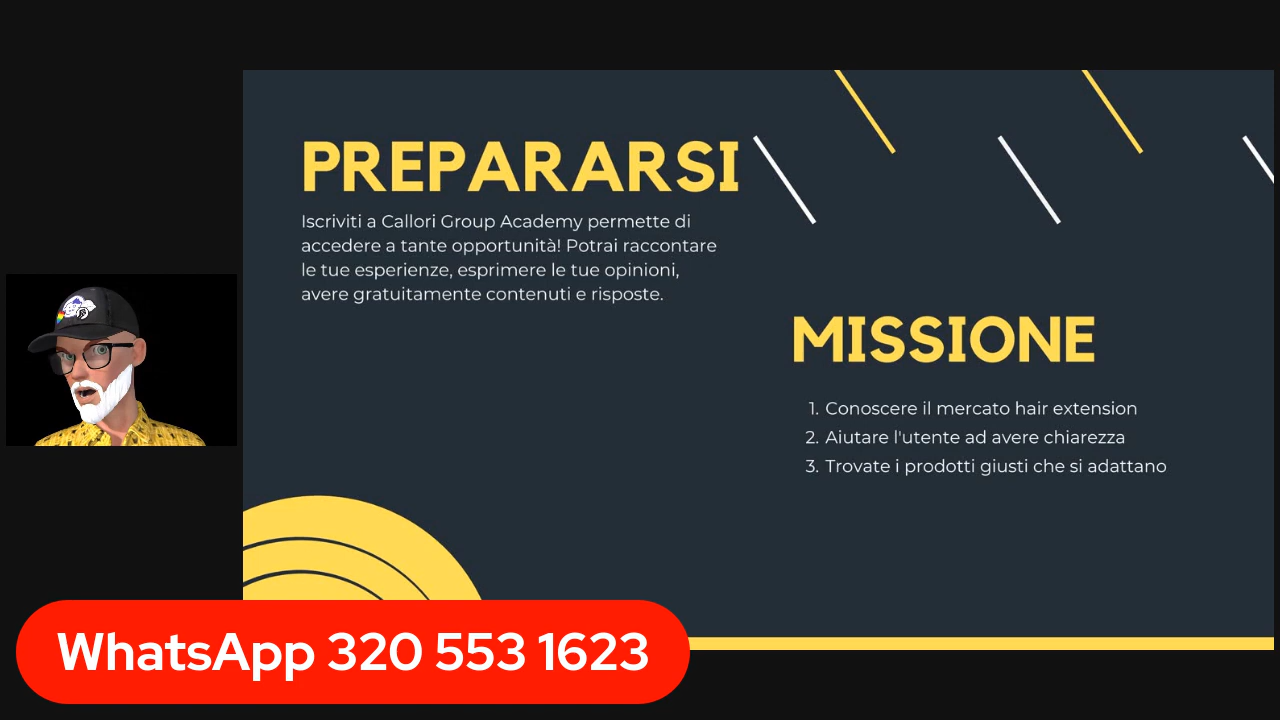 PREPARARSI
Iscriviti a Callori Group Academy permette di
accedere a tante opportunità! Potrai raccontare
le tue esperienze, esprimere le tue opinioni,
avere gratuitamente contenuti e risposte.
MISSIONE
1. Conoscere il mercato hair extension
2. Aiutare l'utente ad avere chiarezza
3. Trovate i prodotti giusti che si adattano
WhatsApp 320 553 1623